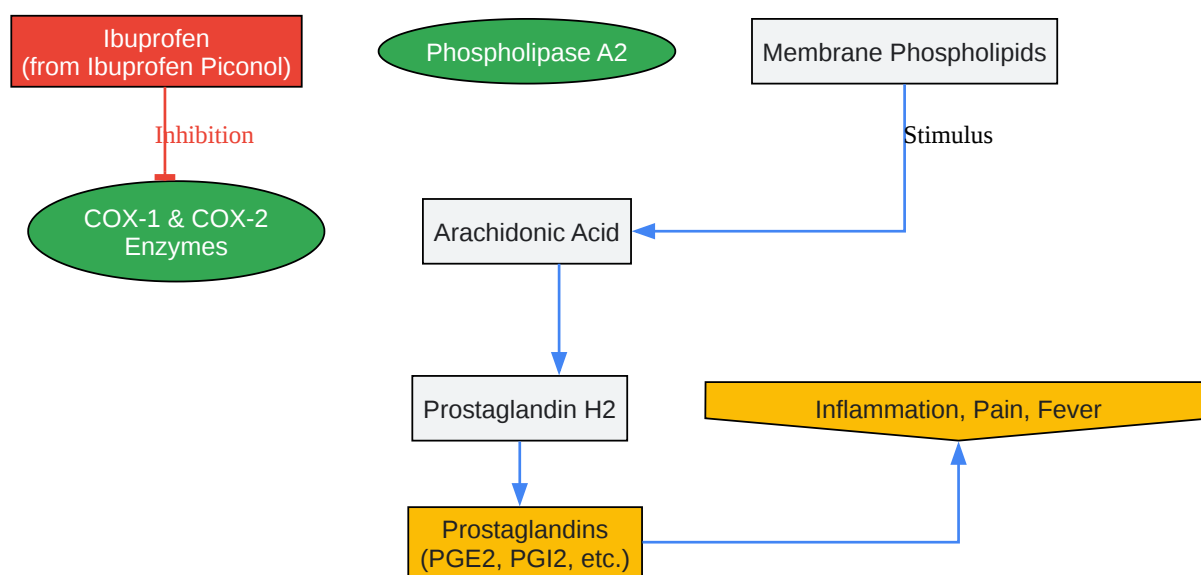 Ibuprofen
(from Ibuprofen Piconol)
Phospholipase A2
Membrane Phospholipids
Inhibition
Stimulus
COX-1 & COX-2
Enzymes
Arachidonic Acid
Prostaglandin H2
Inflammation, Pain, Fever
Prostaglandins
(PGE2, PGI2, etc.)